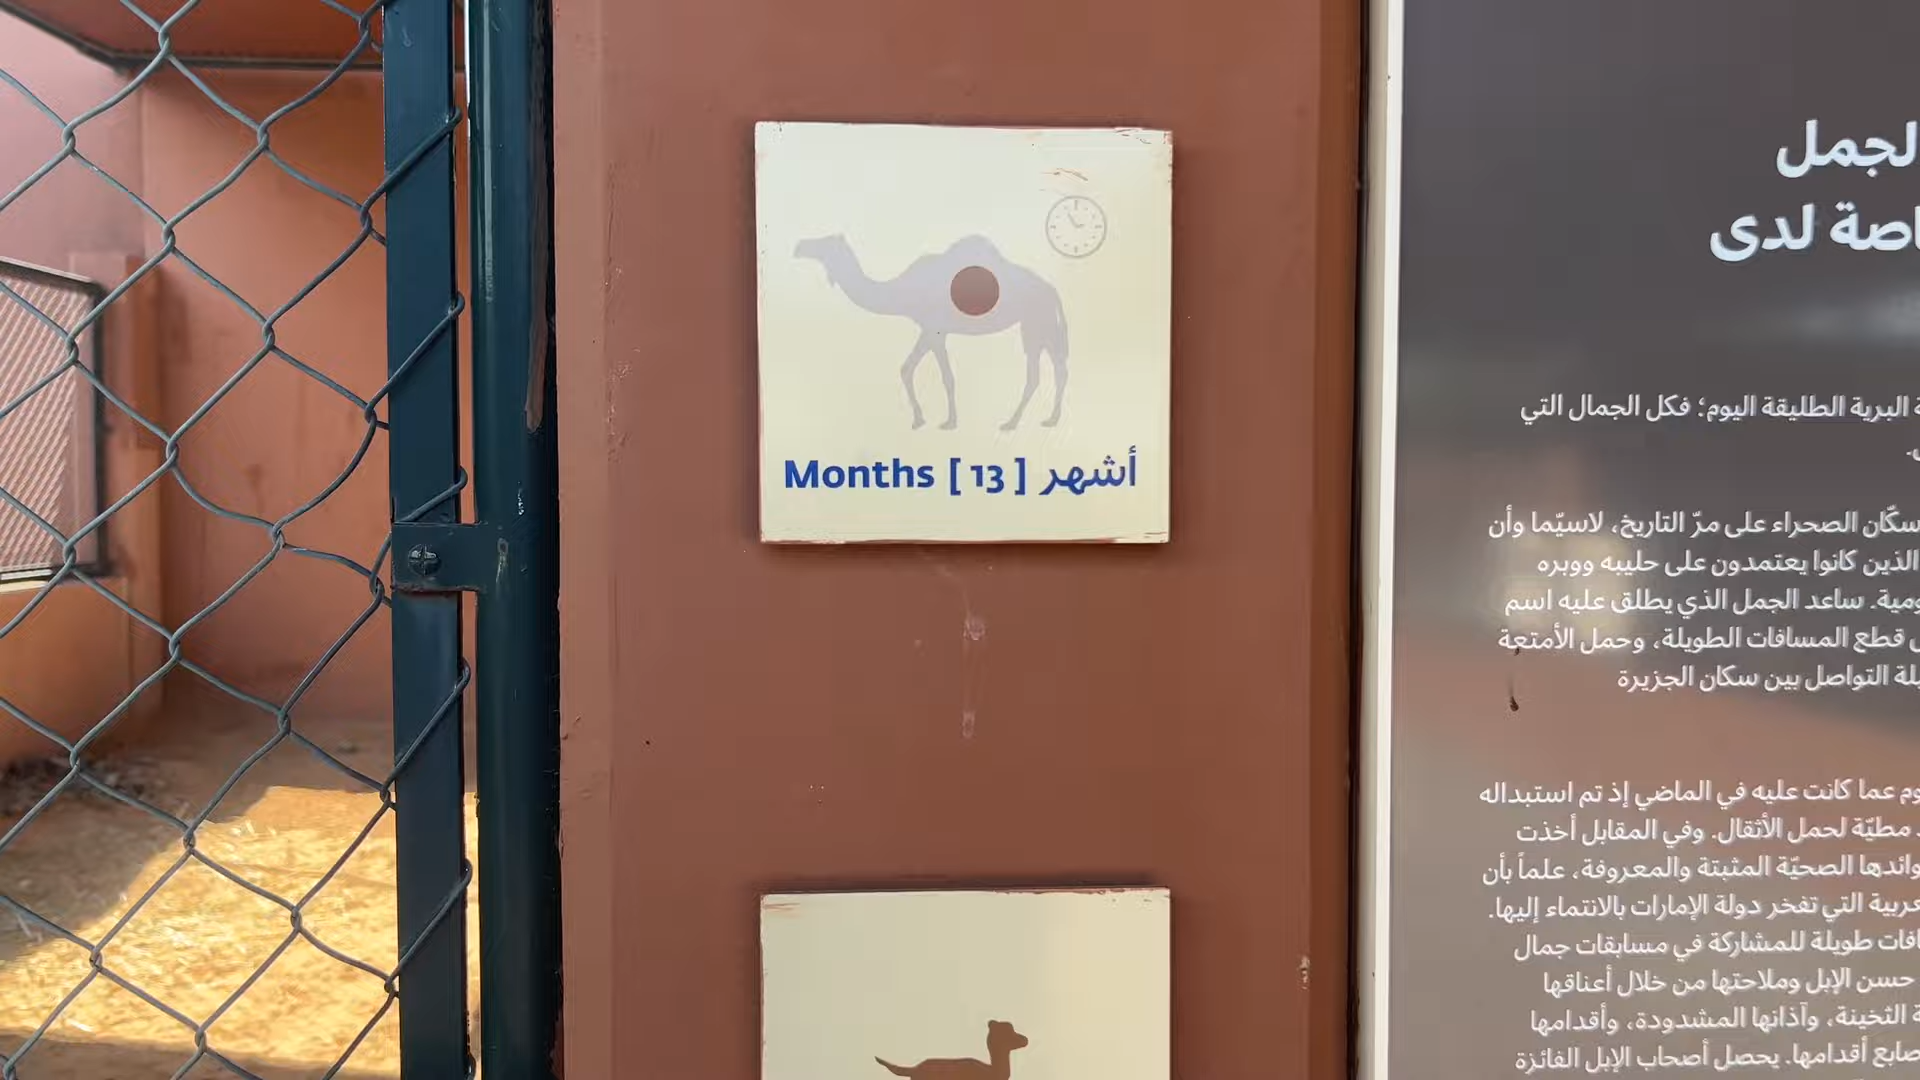 Months [ 13 ] أشهر
لجمل
اصة لدى
البرية الطليقة اليوم؛ فكل الجمال التي
سكّان الصحراء على مرّ التاريخ، لاسيّما وأن
الذين كانوا يعتمدون على حليبه ووبره
ومية. ساعد الجمل الذي يطلق عليه اسم
قطع المسافات الطويلة، وحمل الأمتعة
يلة التواصل بين سكان الجزيرة
وم عما كانت عليه في الماضي إذ تم استبداله
مطيّة لحمل الأثقال. وفي المقابل أخذت
وائدها الصحيّة المثبتة والمعروفة، علماً بأن
عربية التي تفخر دولة الإمارات بالانتماء إليها.
افات طويلة للمشاركة في مسابقات جمال
حسن الإبل وملاحتها من خلال أعناقها
ة الثخينة، وآذانها المشدودة، وأقدامها
صابع أقدامها. يحصل أصحاب الإبل الفائزة